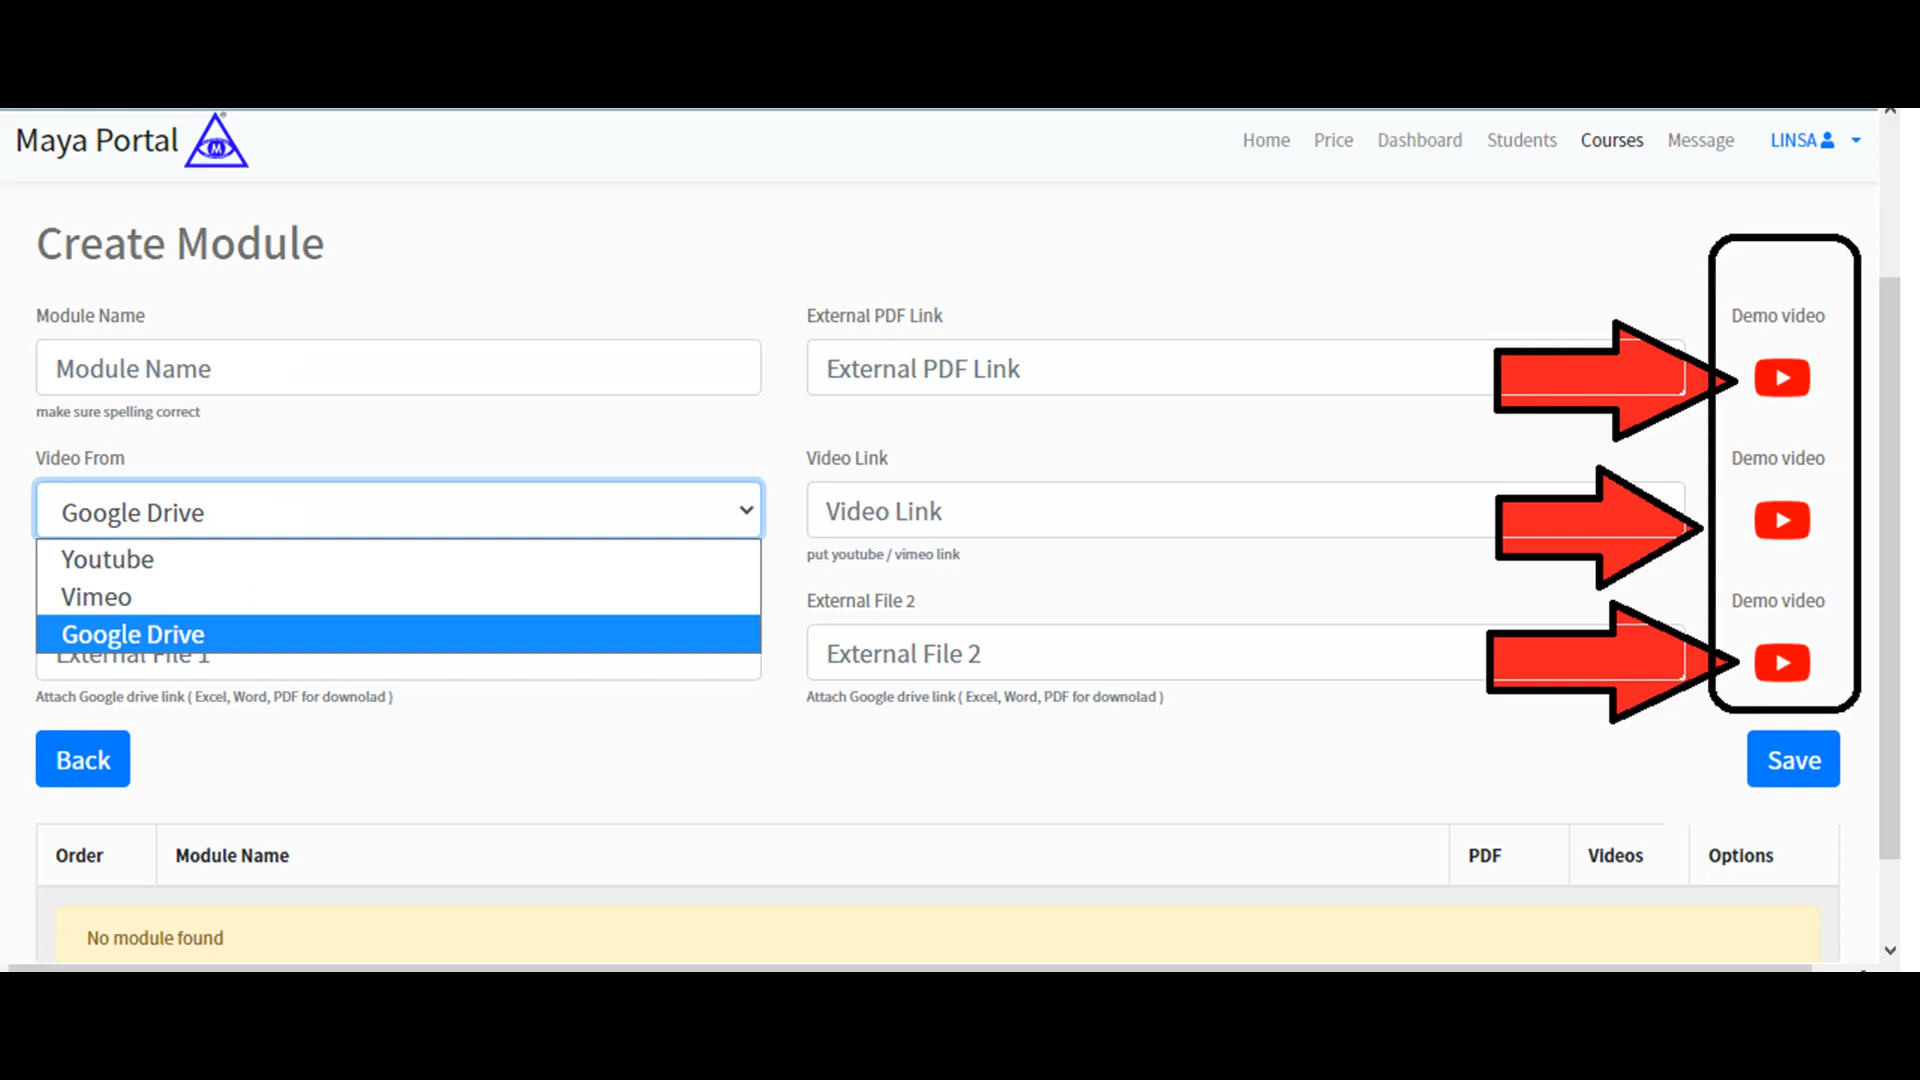 Maya Portal M
Home Price Dashboard Students Courses Message LINSA
Create Module
Module Name
External PDF Link
Demo video
Module Name
External PDF Link
make sure spelling correct
Video From
Video Link
Demo video
Google Drive
Video Link
Youtube
put youtube / vimeo link
Vimeo
External File 2
Demo video
Google Drive
External File 1
External File 2
Attach Google drive link ( Excel, Word, PDF for downolad )
Attach Google drive link ( Excel, Word, PDF for downolad )
Back
Save
Order Module Name PDF Videos Options
No module found